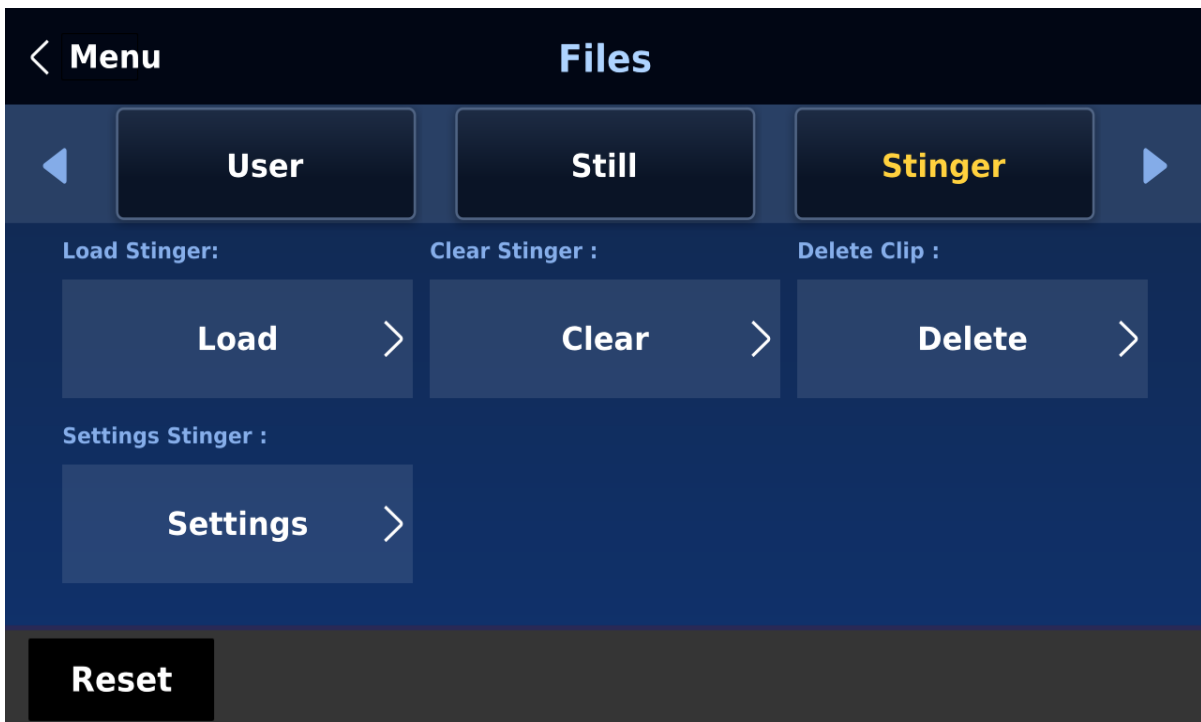 Menu
Files
User
Still
Stinger
Load Stinger:
Clear Stinger :
Delete Clip :
Load
Clear
Delete
Settings Stinger :
Settings
Reset